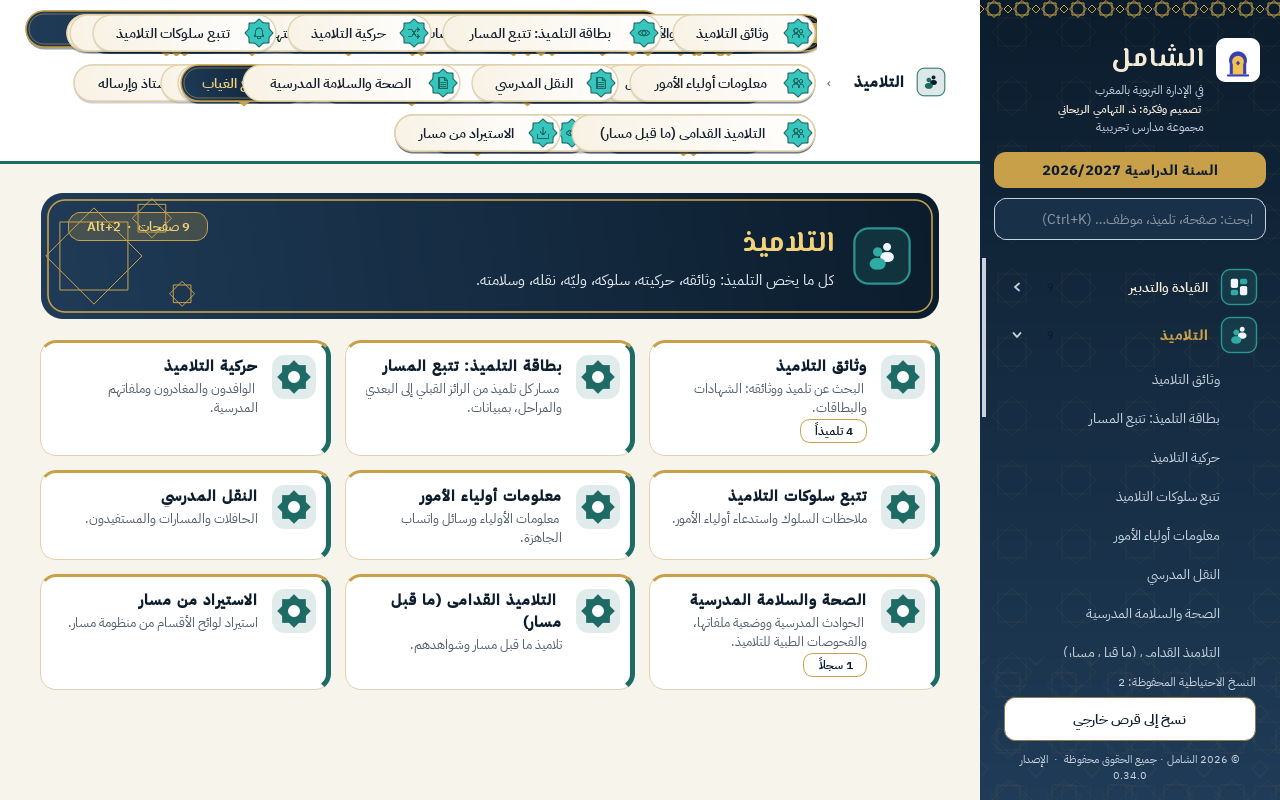 الشامل
في الإدارة التربوية بالمغرب
تصميم وفكرة: ذ. التهامي الريحاني
مجموعة مدارس تجريبية
السنة الدراسية 2026/2027
ابحث: صفحة، تلميذ، موظف... (Ctrl+K)
القيادة والتدبير 9
التلاميذ 9
وثائق التلاميذ
بطاقة التلميذ: تتبع المسار
حركية التلاميذ
تتبع سلوكات التلاميذ
معلومات أولياء الأمور
النقل المدرسي
الصحة والسلامة المدرسية
التلاميذ القدامى (ما قبل مسار)
النسخ الاحتياطية المحفوظة: 2
نسخ إلى قرص خارجي
© 2026 الشامل · جميع الحقوق محفوظة · الإصدار
0.34.0
التلاميذ ›
وثائق التلاميذ
بطاقة التلميذ: تتبع المسار
حركية التلاميذ
تتبع سلوكات التلاميذ
معلومات أولياء الأمور
النقل المدرسي
الصحة والسلامة المدرسية
الغياب
وإرساله
التلاميذ القدامى (ما قبل مسار)
الاستيراد من مسار
التلاميذ
9 صفحات · Alt+2
كل ما يخص التلميذ: وثائقه، حركيته، سلوكه، وليّه، نقله، وسلامته.
وثائق التلاميذ
البحث عن تلميذ ووثائقه: الشهادات
والبطاقات.
4 تلميذاً
بطاقة التلميذ: تتبع المسار
مسار كل تلميذ من الرائز القبلي إلى البعدي
والمراحل، بمبيانات.
حركية التلاميذ
الوافدون والمغادرون وملفاتهم
المدرسية.
تتبع سلوكات التلاميذ
ملاحظات السلوك واستدعاء أولياء الأمور.
معلومات أولياء الأمور
معلومات الأولياء ورسائل واتساب
الجاهزة.
النقل المدرسي
الحافلات والمسارات والمستفيدون.
الصحة والسلامة المدرسية
الحوادث المدرسية ووضعية ملفاتها،
والفحوصات الطبية للتلاميذ.
1 سجلاً
التلاميذ القدامى (ما قبل
مسار)
تلاميذ ما قبل مسار وشواهدهم.
الاستيراد من مسار
استيراد لوائح الأقسام من منظومة مسار.